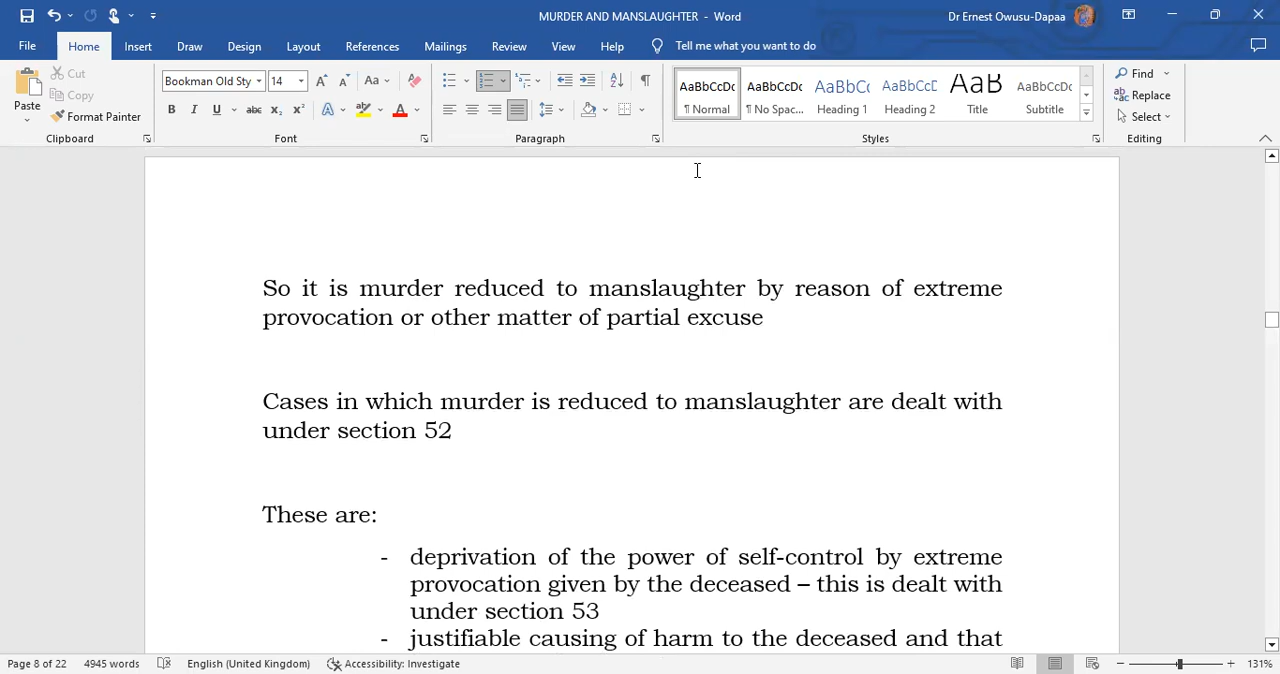 MURDER AND MANSLAUGHTER - Word
Dr Ernest Owusu-Dapaa
File Home Insert Draw Design Layout References Mailings Review View Help Tell me what you want to do
Paste
Cut
Copy
Format Painter
Clipboard
Bookman Old Sty 14
Font
Paragraph
AaBbCcDc ¶ Normal
AaBbCcDc ¶ No Spac...
AaBbCc Heading 1
AaBbCcC Heading 2
AaB Title
AaBbCcDc Subtitle
Styles
Find
Replace
Select
Editing
So it is murder reduced to manslaughter by reason of extreme
provocation or other matter of partial excuse
Cases in which murder is reduced to manslaughter are dealt with
under section 52
These are:
- deprivation of the power of self-control by extreme
provocation given by the deceased – this is dealt with
under section 53
- justifiable causing of harm to the deceased and that
Page 8 of 22 4945 words English (United Kingdom) Accessibility: Investigate 131%